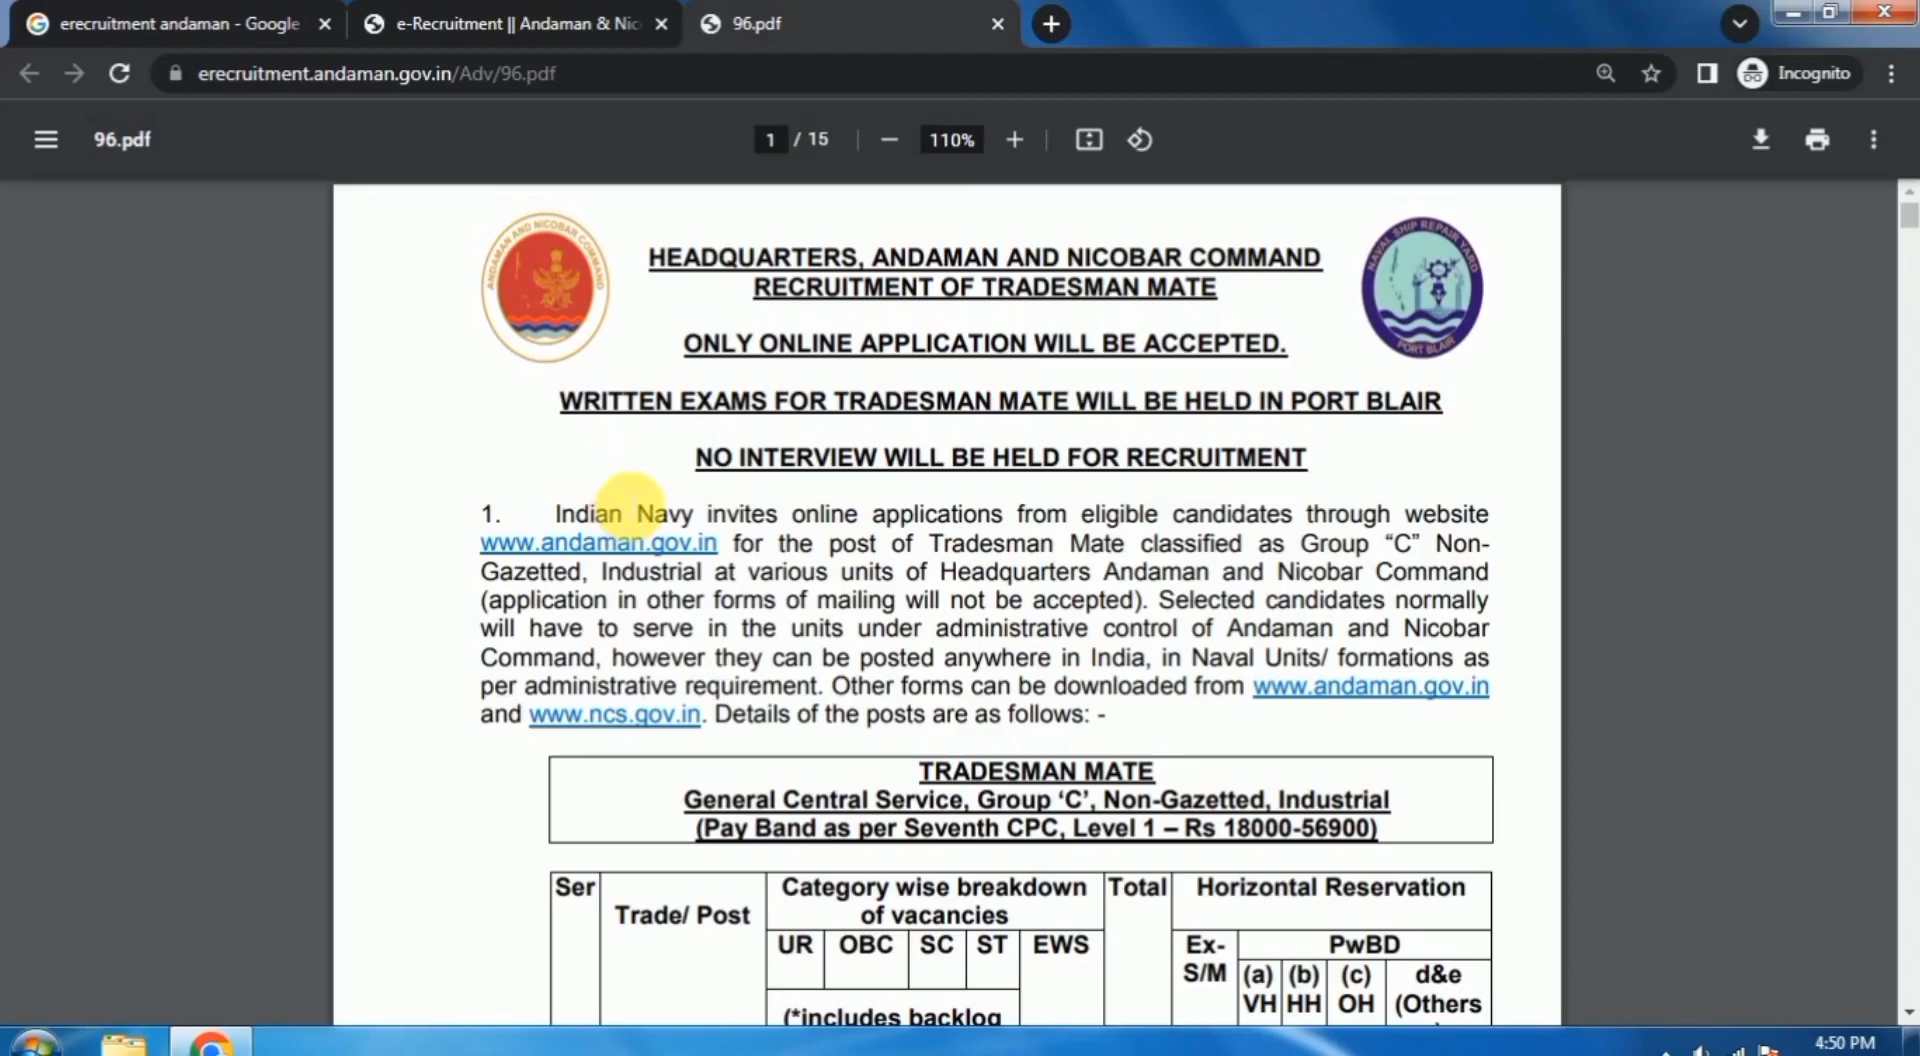 erecruitment andaman - Google
e-Recruitment || Andaman & Nic
96.pdf
erecruitment.andaman.gov.in/Adv/96.pdf
Incognito
96.pdf
1 / 15
110%
ANDAMAN AND NICOBAR COMMAND
NAVAL SHIP REPAIR YARD
PORT BLAIR
HEADQUARTERS, ANDAMAN AND NICOBAR COMMAND
RECRUITMENT OF TRADESMAN MATE
ONLY ONLINE APPLICATION WILL BE ACCEPTED.
WRITTEN EXAMS FOR TRADESMAN MATE WILL BE HELD IN PORT BLAIR
NO INTERVIEW WILL BE HELD FOR RECRUITMENT
1. Indian Navy invites online applications from eligible candidates through website
www.andaman.gov.in for the post of Tradesman Mate classified as Group “C” Non-
Gazetted, Industrial at various units of Headquarters Andaman and Nicobar Command
(application in other forms of mailing will not be accepted). Selected candidates normally
will have to serve in the units under administrative control of Andaman and Nicobar
Command, however they can be posted anywhere in India, in Naval Units/ formations as
per administrative requirement. Other forms can be downloaded from www.andaman.gov.in
and www.ncs.gov.in. Details of the posts are as follows: -
TRADESMAN MATE
General Central Service, Group ‘C’, Non-Gazetted, Industrial
(Pay Band as per Seventh CPC, Level 1 – Rs 18000-56900)
Ser Trade/ Post Category wise breakdown of vacancies Total Horizontal Reservation
UR OBC SC ST EWS Ex-S/M PwBD
(a) VH (b) HH (c) OH d&e (Others
(*includes backlog
4:50 PM